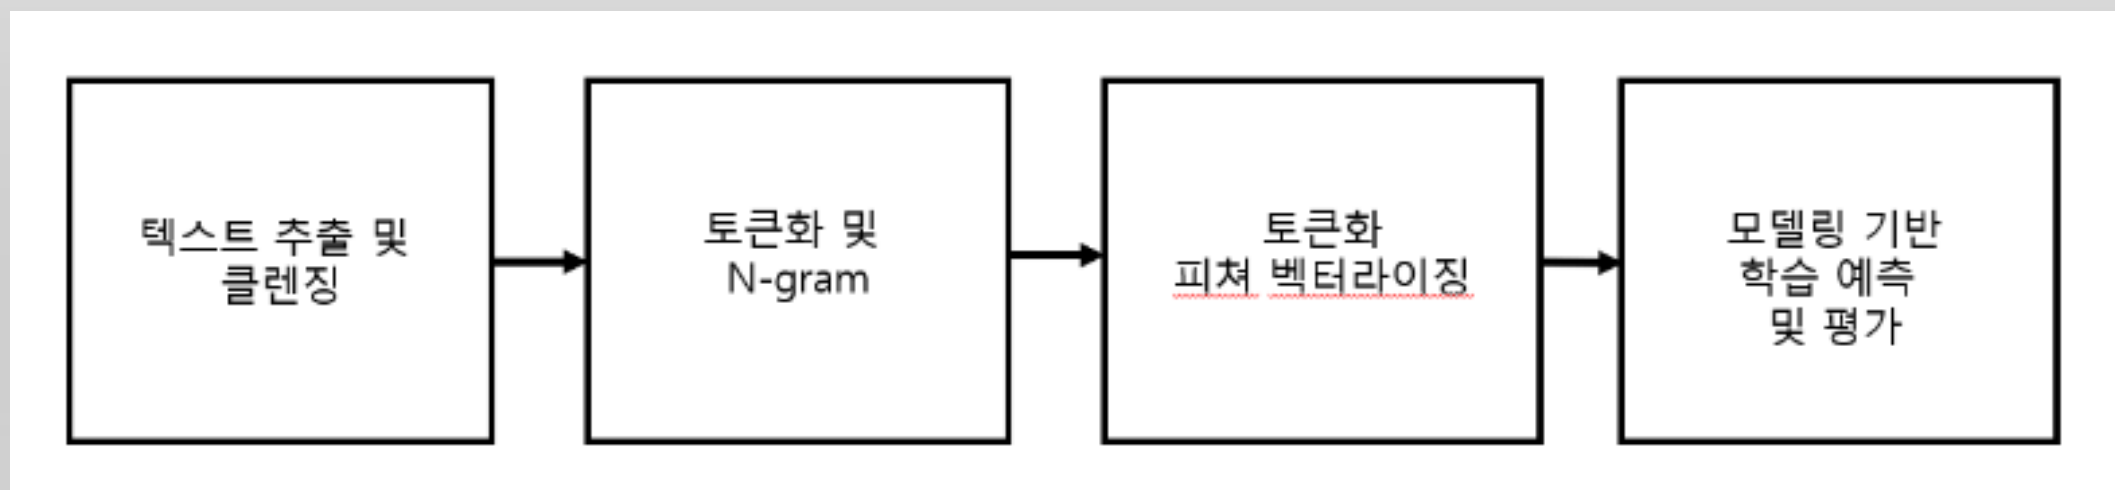 텍스트 추출 및
클렌징
토큰화 및
N-gram
토큰화
피쳐 벡터라이징
모델링 기반
학습 예측
및 평가